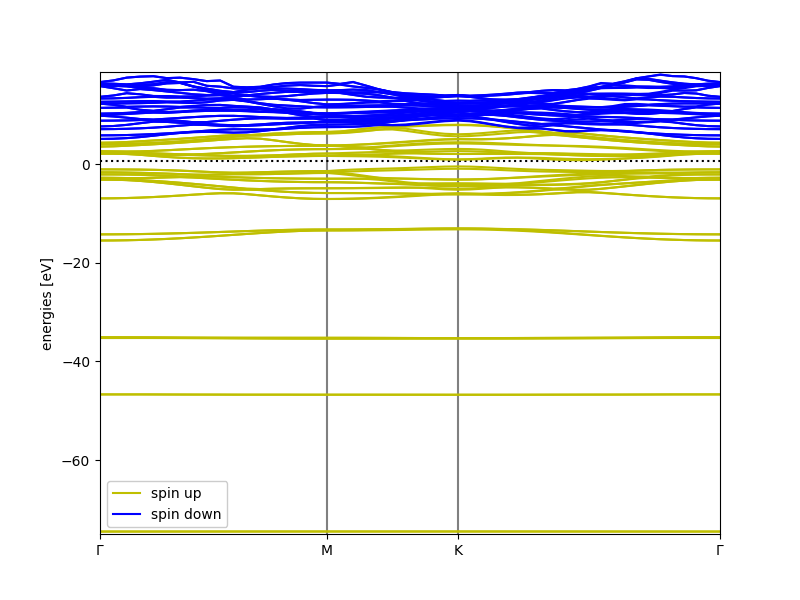 energies [eV]
0
−20
−40
−60
spin up
spin down
Γ
M
K
Γ